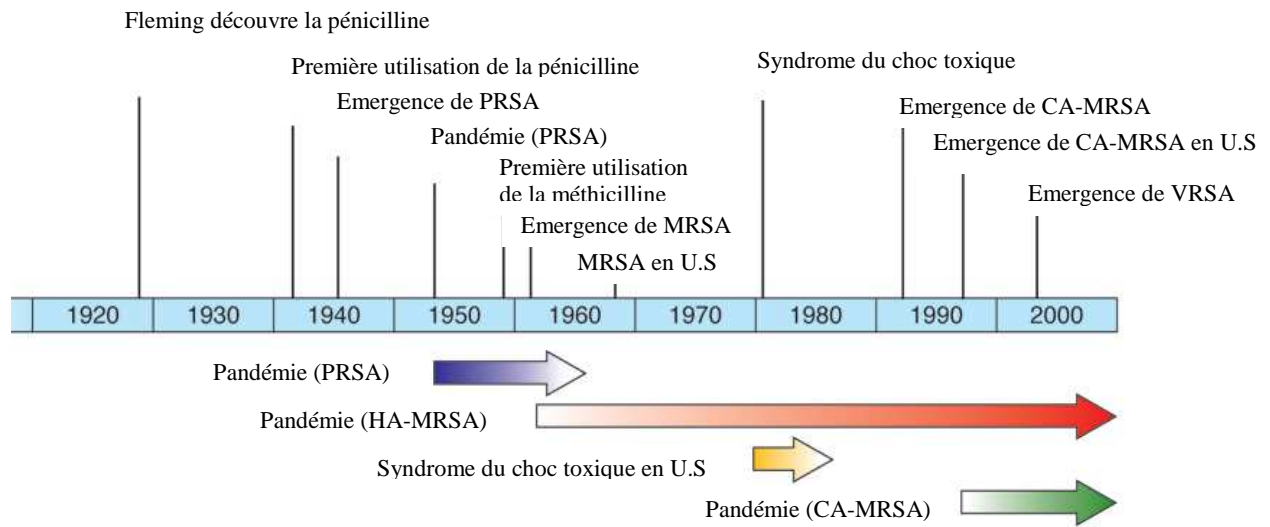 Fleming découvre la pénicilline
Première utilisation de la pénicilline
Syndrome du choc toxique
Emergence de PRSA
Emergence de CA-MRSA
Pandémie (PRSA)
Emergence de CA-MRSA en U.S
Première utilisation
de la méthicilline
Emergence de VRSA
Emergence de MRSA
MRSA en U.S
1920 1930 1940 1950 1960 1970 1980 1990 2000
Pandémie (PRSA)
Pandémie (HA-MRSA)
Syndrome du choc toxique en U.S
Pandémie (CA-MRSA)